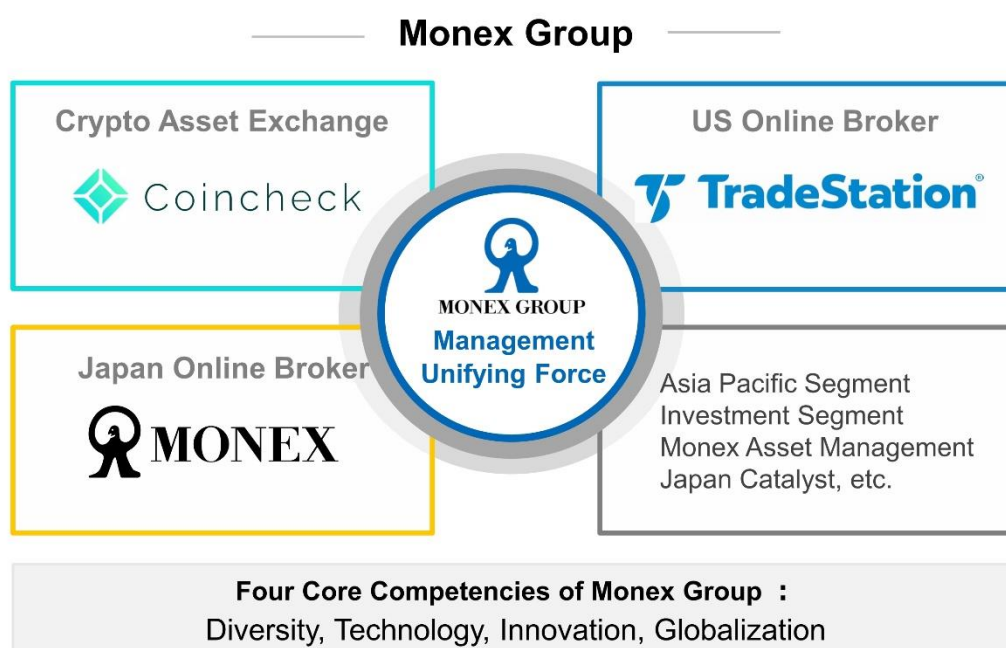 Monex Group
Crypto Asset Exchange
Coincheck
US Online Broker
TradeStation®
MONEX GROUP
Management
Unifying Force
Japan Online Broker
MONEX
Asia Pacific Segment
Investment Segment
Monex Asset Management
Japan Catalyst, etc.
Four Core Competencies of Monex Group :
Diversity, Technology, Innovation, Globalization